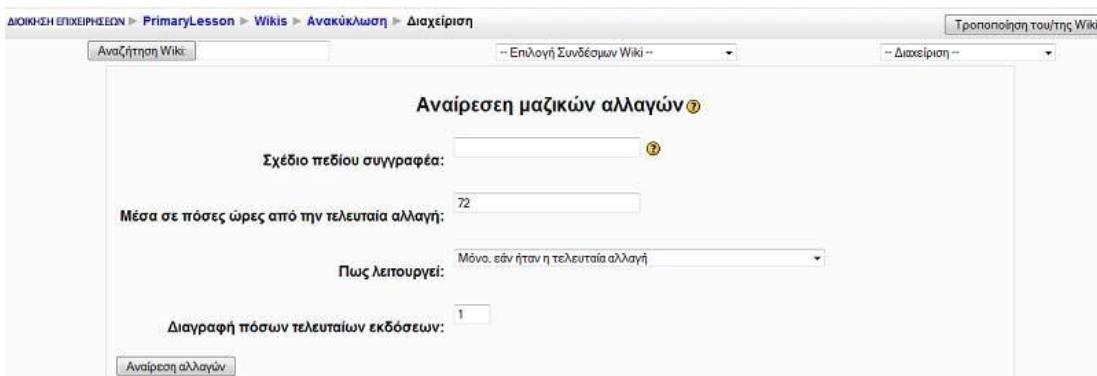 ΔΙΟΙΚΗΣΗ ΕΠΙΧΕΙΡΗΣΕΩΝ ► PrimaryLesson ► Wikis ► Ανακύκλωση ► Διαχείριση
Τροποποίηση του/της Wiki
Αναζήτηση Wiki: -- Επιλογή Συνδέσμων Wiki -- -- Διαχείριση --
Αναίρεσεη μαζικών αλλαγών
Σχέδιο πεδίου συγγραφέα:
Μέσα σε πόσες ώρες από την τελευταία αλλαγή: 72
Πως λειτουργεί: Μόνο, εάν ήταν η τελευταία αλλαγή
Διαγραφή πόσων τελευταίων εκδόσεων: 1
Αναίρεση αλλαγών